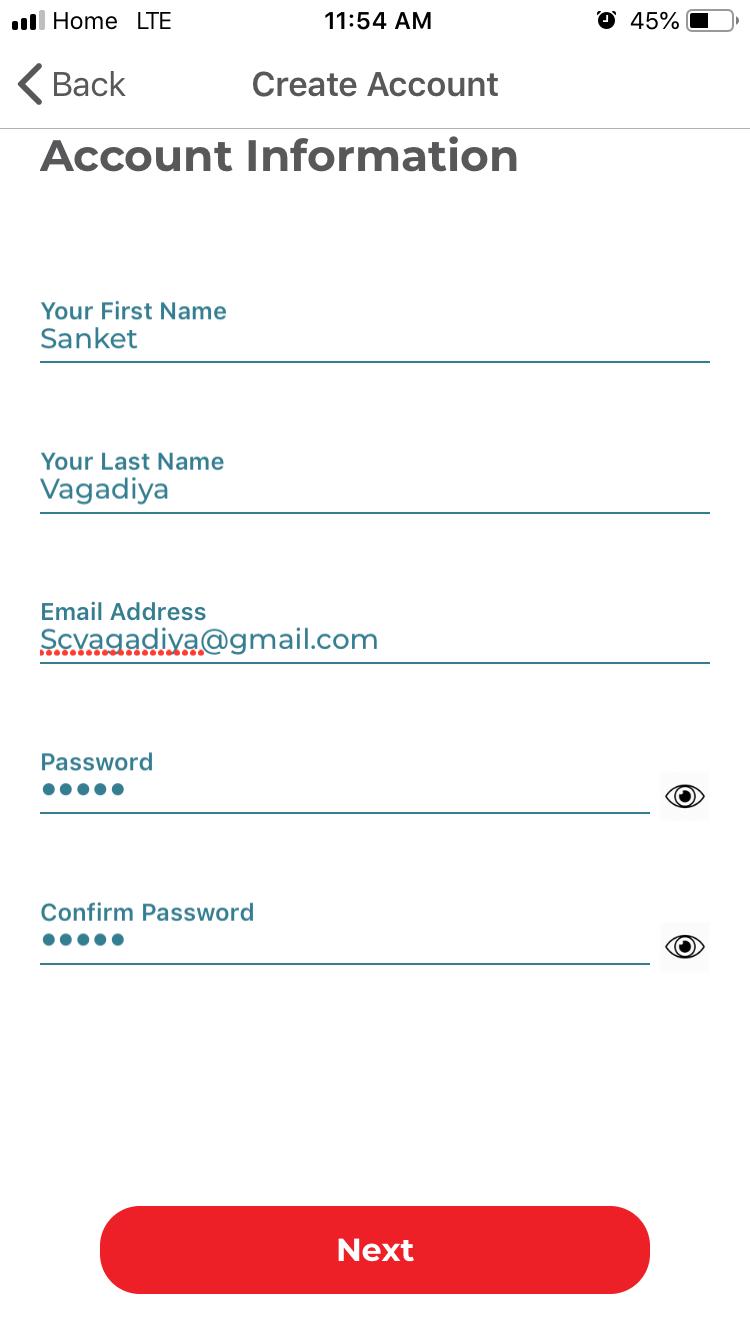 Home LTE 11:54 AM 45%
Back Create Account
Account Information
Your First Name
Sanket
Your Last Name
Vagadiya
Email Address
Scvagadiya@gmail.com
Password
●●●●●
Confirm Password
●●●●●
Next